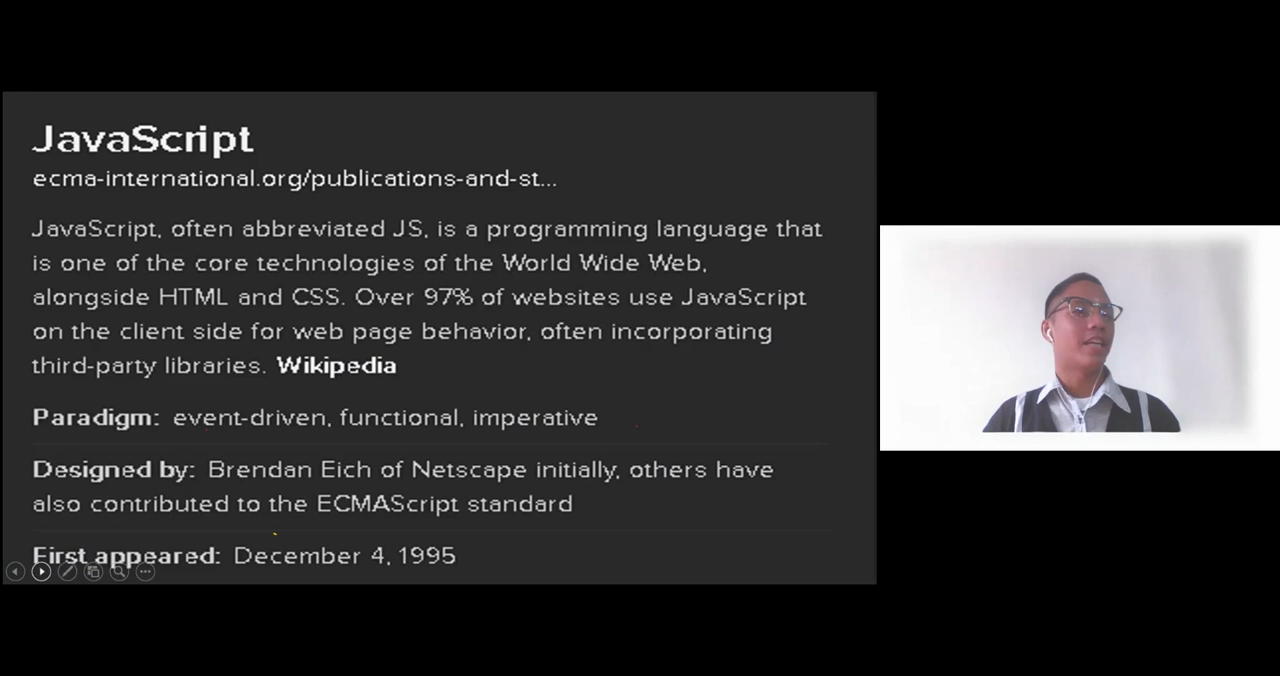 JavaScript
ecma-international.org/publications-and-st...
JavaScript, often abbreviated JS, is a programming language that
is one of the core technologies of the World Wide Web,
alongside HTML and CSS. Over 97% of websites use JavaScript
on the client side for web page behavior, often incorporating
third-party libraries. Wikipedia
Paradigm: event-driven, functional, imperative
Designed by: Brendan Eich of Netscape initially, others have
also contributed to the ECMAScript standard
First appeared: December 4, 1995